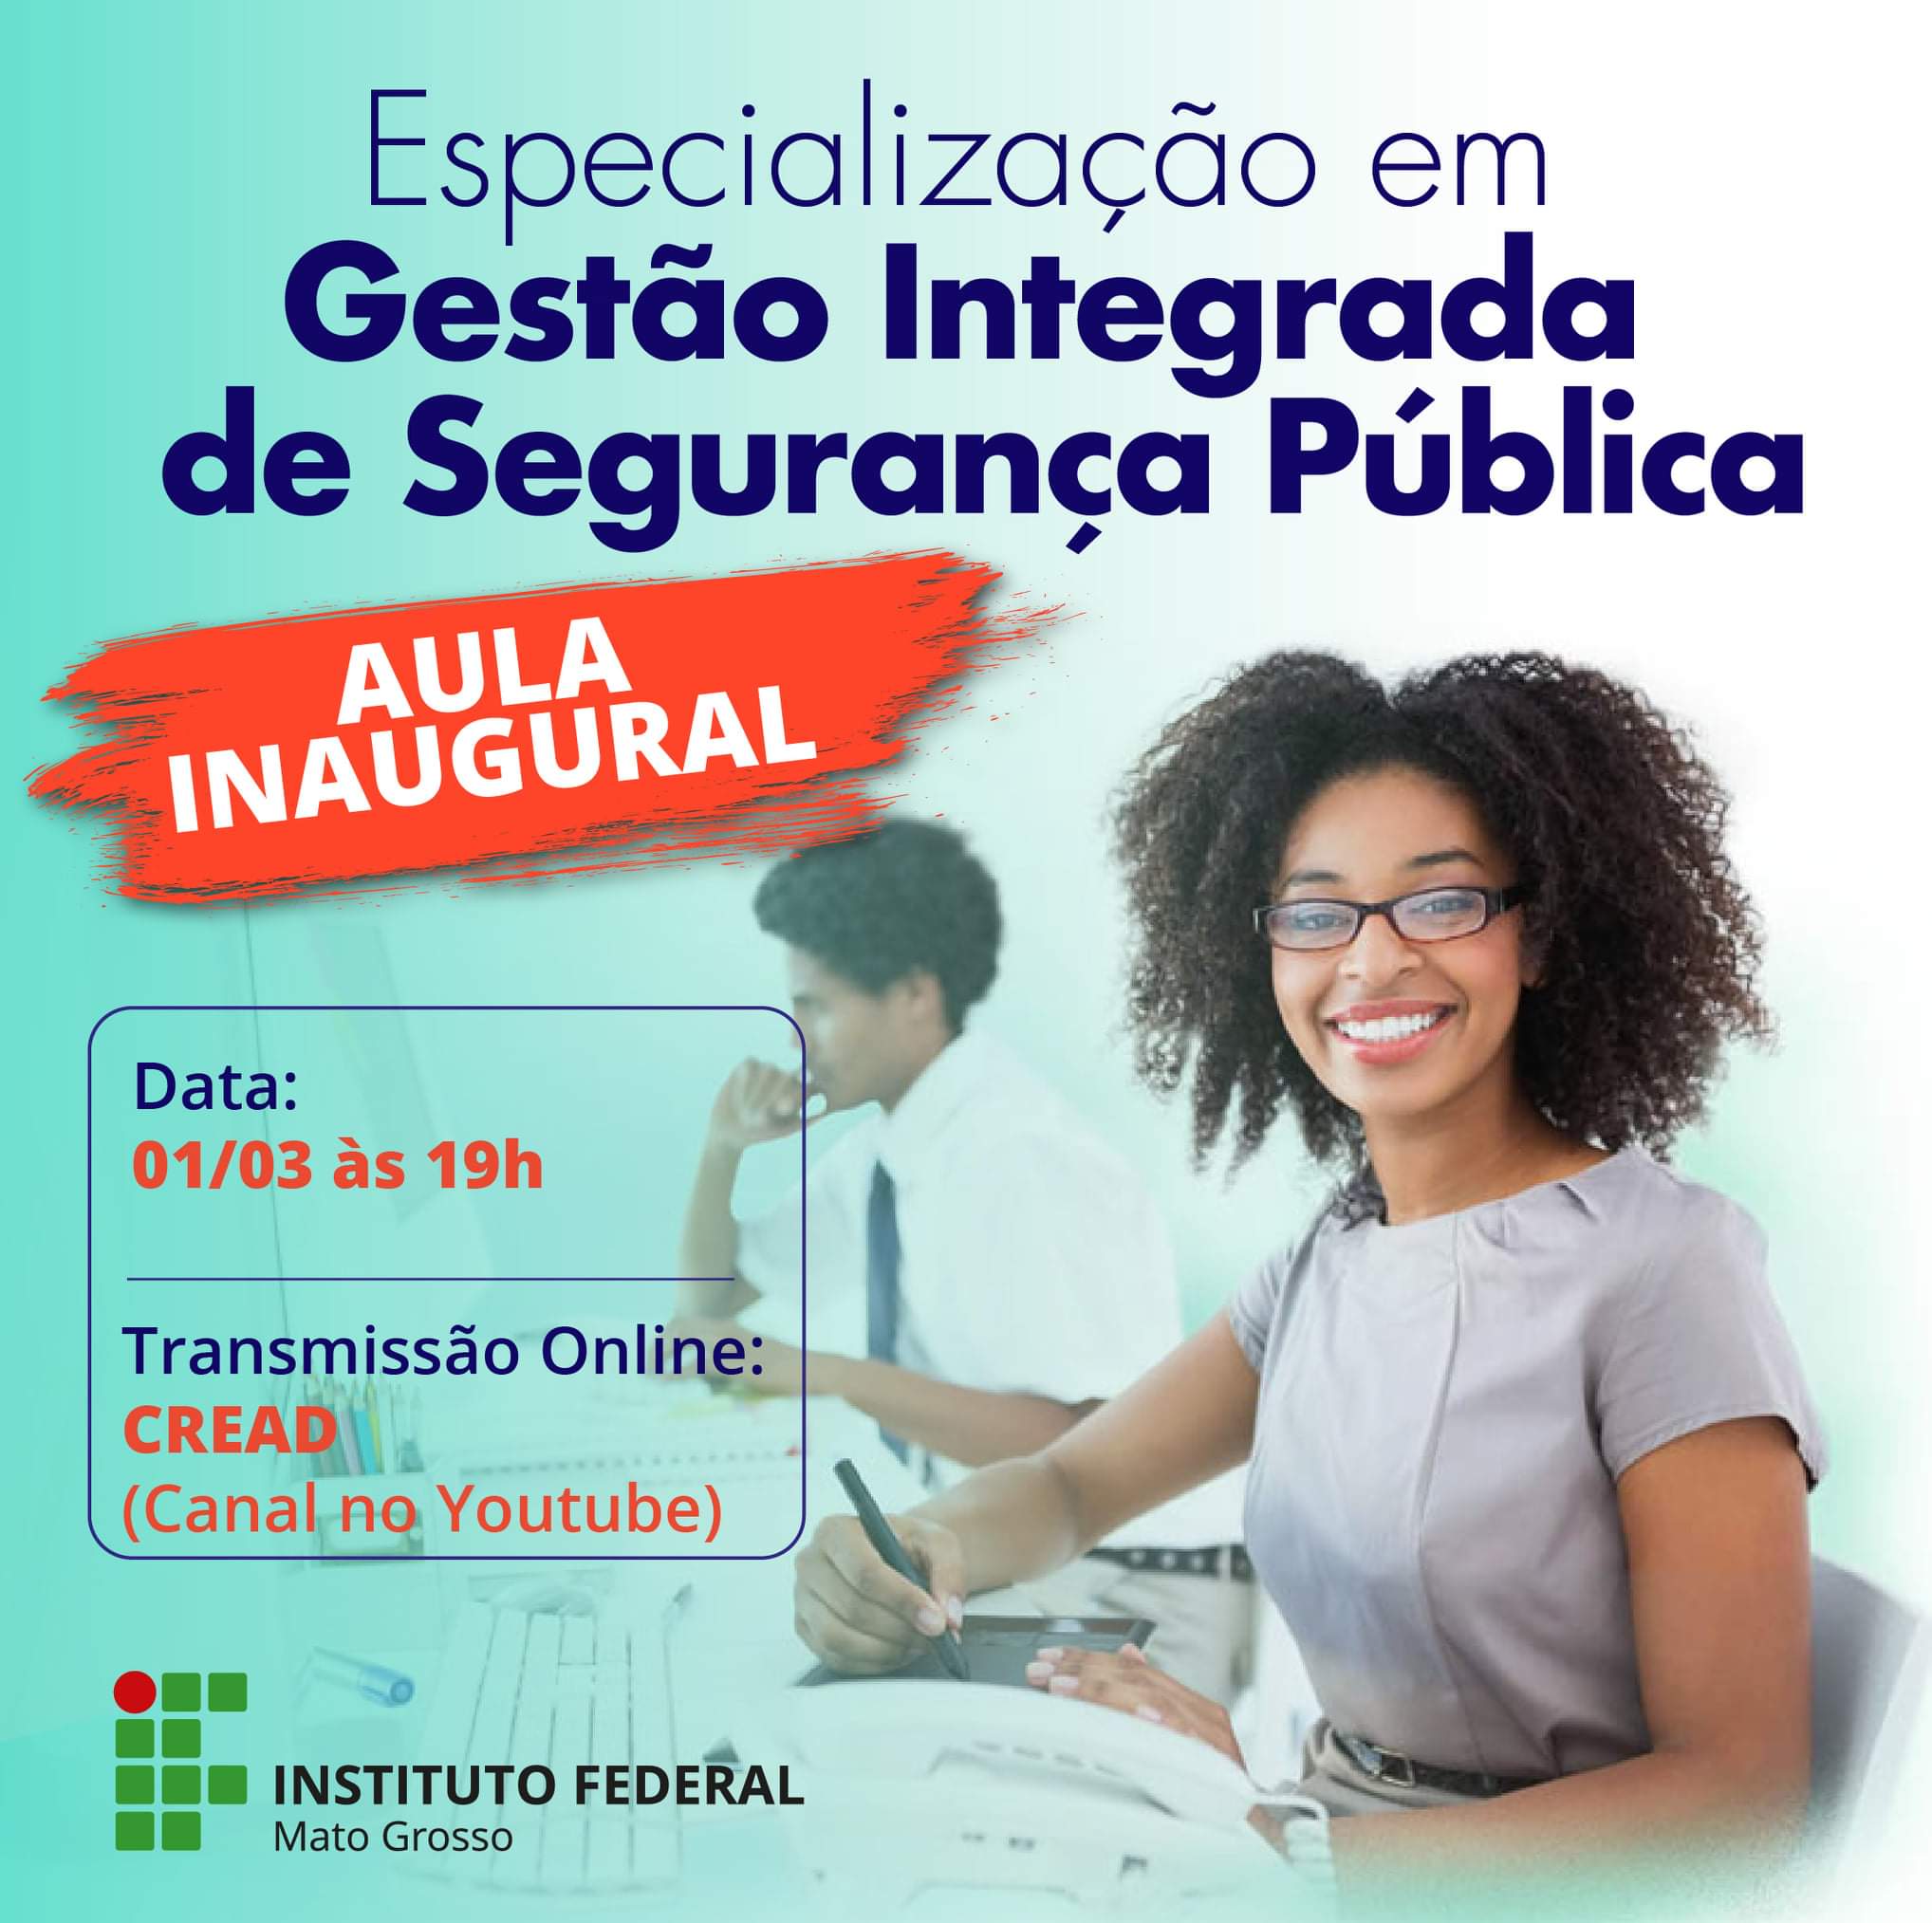 Especialização em
Gestão Integrada
de Segurança Pública
AULA
INAUGURAL
Data:
01/03 às 19h
Transmissão Online:
CREAD
(Canal no Youtube)
INSTITUTO FEDERAL
Mato Grosso